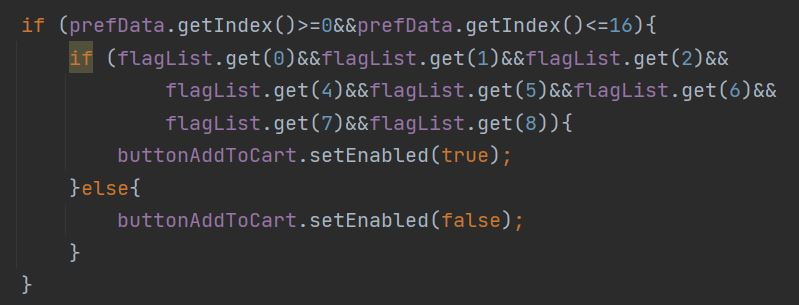 if (prefData.getIndex()>=0&&prefData.getIndex()<=16){
if (flagList.get(0)&&flagList.get(1)&&flagList.get(2)&&
flagList.get(4)&&flagList.get(5)&&flagList.get(6)&&
flagList.get(7)&&flagList.get(8)){
buttonAddToCart.setEnabled(true);
}else{
buttonAddToCart.setEnabled(false);
}
}